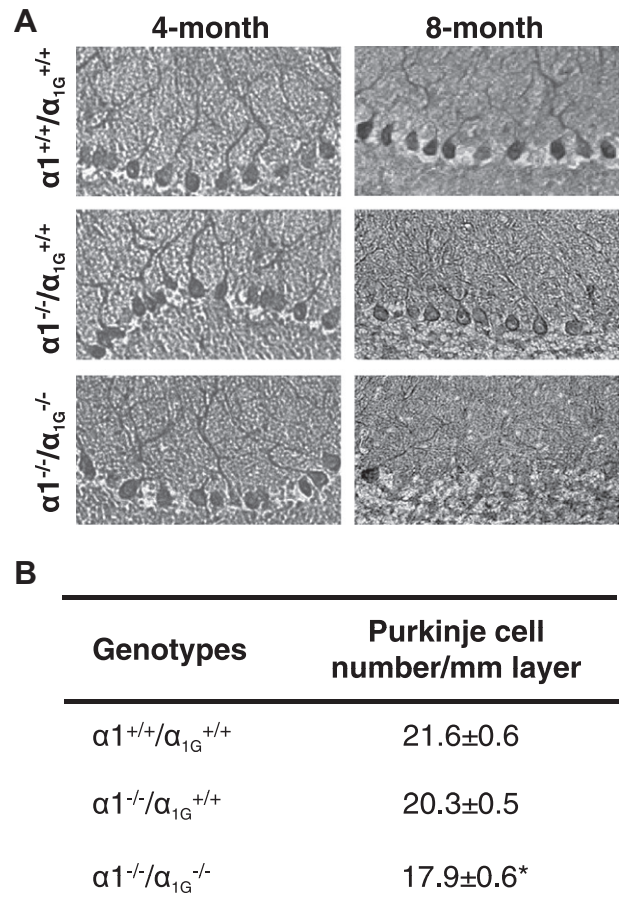 A
4-month 8-month
α1+/+/α1G+/+
α1-/-/α1G+/+
α1-/-/α1G-/-
B
Genotypes Purkinje cell
number/mm layer
α1+/+/α1G+/+ 21.6±0.6
α1-/-/α1G+/+ 20.3±0.5
α1-/-/α1G-/- 17.9±0.6*